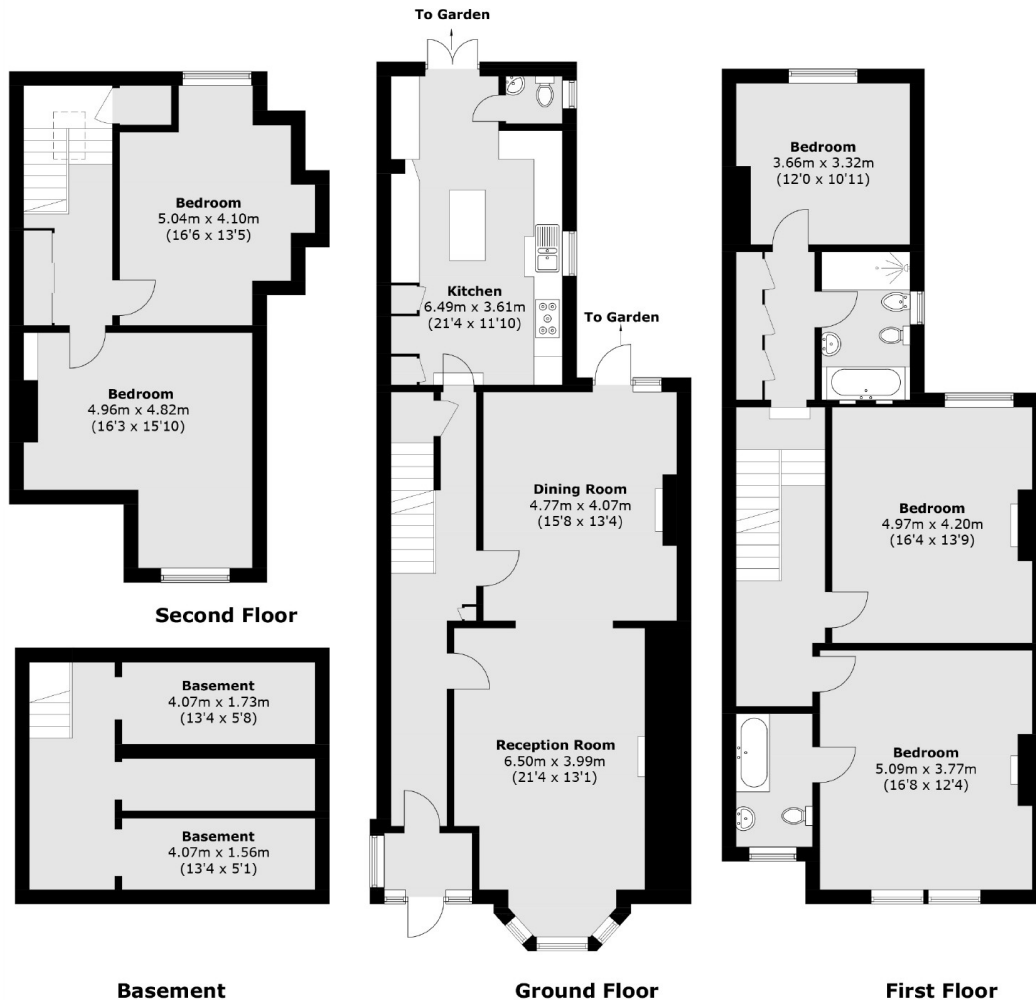 To Garden
Bedroom
5.04m x 4.10m
(16'6 x 13'5)
Bedroom
4.96m x 4.82m
(16'3 x 15'10)
Second Floor
Basement
4.07m x 1.73m
(13'4 x 5'8)
Basement
4.07m x 1.56m
(13'4 x 5'1)
Basement
Kitchen
6.49m x 3.61m
(21'4 x 11'10)
To Garden
Dining Room
4.77m x 4.07m
(15'8 x 13'4)
Reception Room
6.50m x 3.99m
(21'4 x 13'1)
Ground Floor
Bedroom
3.66m x 3.32m
(12'0 x 10'11)
Bedroom
4.97m x 4.20m
(16'4 x 13'9)
Bedroom
5.09m x 3.77m
(16'8 x 12'4)
First Floor